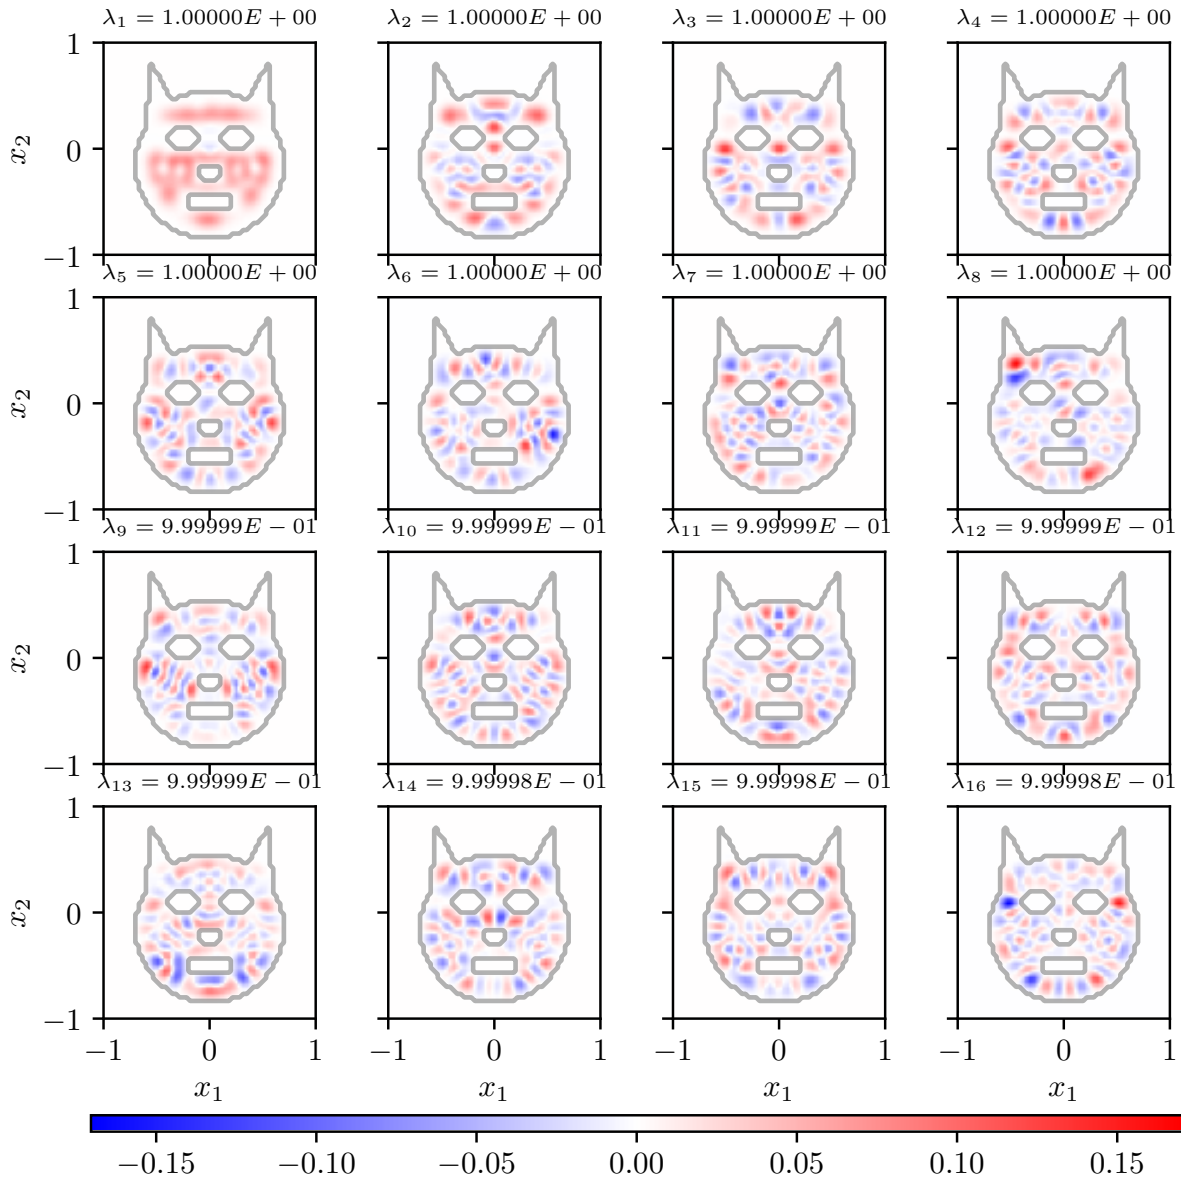 λ₁ = 1.00000E + 00 λ₂ = 1.00000E + 00 λ₃ = 1.00000E + 00 λ₄ = 1.00000E + 00
1
x₂
0
−1
λ₅ = 1.00000E + 00 λ₆ = 1.00000E + 00 λ₇ = 1.00000E + 00 λ₈ = 1.00000E + 00
1
x₂
0
−1
λ₉ = 9.99999E − 01 λ₁₀ = 9.99999E − 01 λ₁₁ = 9.99999E − 01 λ₁₂ = 9.99999E − 01
1
x₂
0
−1
λ₁₃ = 9.99999E − 01 λ₁₄ = 9.99998E − 01 λ₁₅ = 9.99998E − 01 λ₁₆ = 9.99998E − 01
1
x₂
0
−1
−1 0 1 −1 0 1 −1 0 1 −1 0 1
x₁ x₁ x₁ x₁
−0.15 −0.10 −0.05 0.00 0.05 0.10 0.15